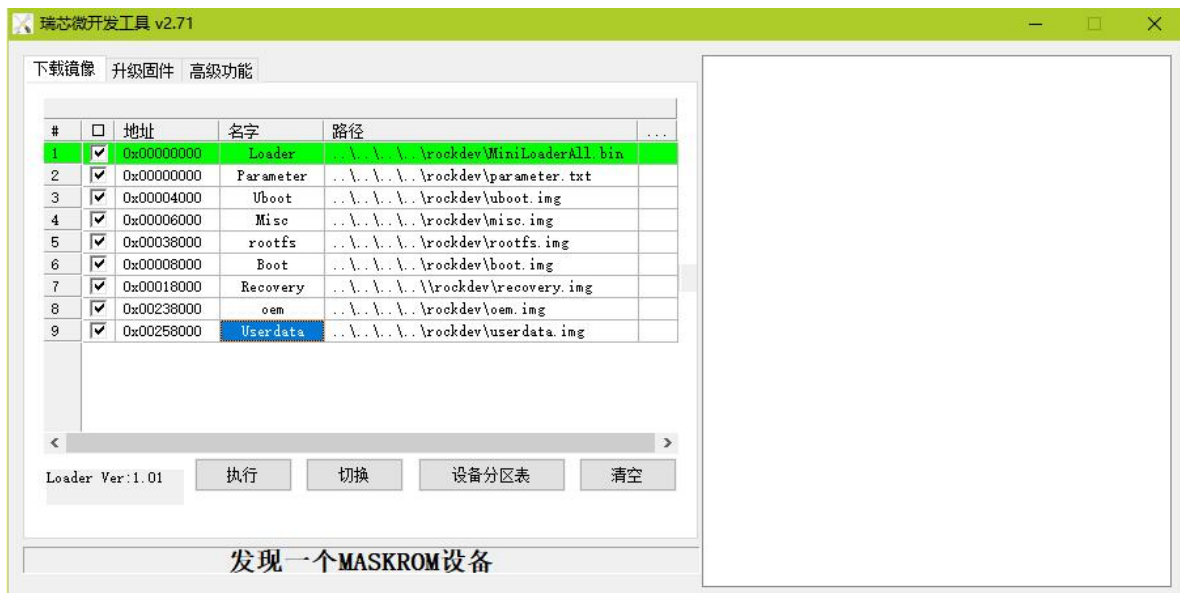 瑞芯微开发工具 v2.71
下载镜像 升级固件 高级功能
# 地址 名字 路径 ...
1 0x00000000 Loader ..\..\..\..\rockdev\MiniLoaderAll.bin
2 0x00000000 Parameter ..\..\..\..\rockdev\parameter.txt
3 0x00004000 Uboot ..\..\..\..\rockdev\uboot.img
4 0x00006000 Misc ..\..\..\..\rockdev\misc.img
5 0x00038000 rootfs ..\..\..\..\rockdev\rootfs.img
6 0x00008000 Boot ..\..\..\..\rockdev\boot.img
7 0x00018000 Recovery ..\..\..\..\\rockdev\recovery.img
8 0x00238000 oem ..\..\..\..\rockdev\oem.img
9 0x00258000 Userdata ..\..\..\..\rockdev\userdata.img
Loader Ver:1.01 执行 切换 设备分区表 清空
发现一个MASKROM设备